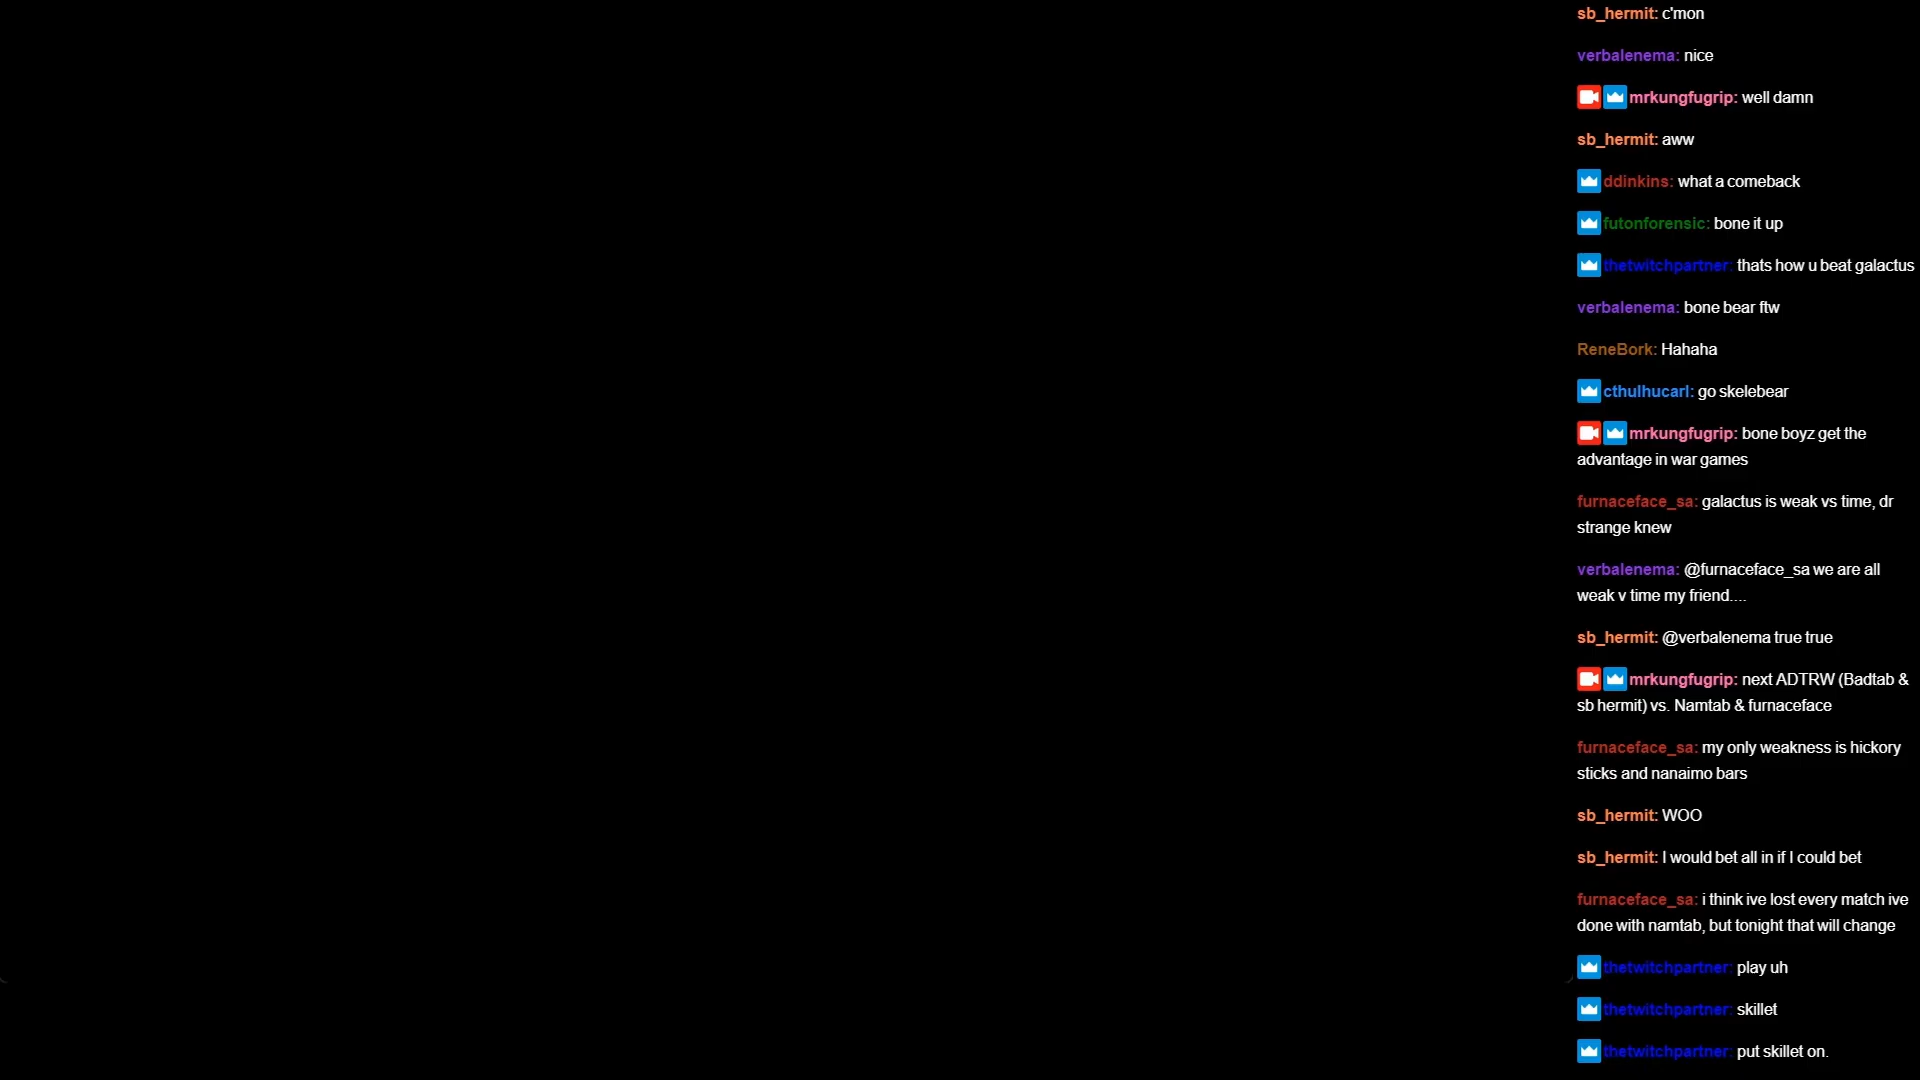 sb_hermit: c'mon
verbalenema: nice
mrkungfugrip: well damn
sb_hermit: aww
ddinkins: what a comeback
futonforensic: bone it up
thetwitchpartner: thats how u beat galactus
verbalenema: bone bear ftw
ReneBork: Hahaha
cthulhucarl: go skelebear
mrkungfugrip: bone boyz get the
advantage in war games
furnaceface_sa: galactus is weak vs time, dr
strange knew
verbalenema: @furnaceface_sa we are all
weak v time my friend....
sb_hermit: @verbalenema true true
mrkungfugrip: next ADTRW (Badtab &
sb hermit) vs. Namtab & furnaceface
furnaceface_sa: my only weakness is hickory
sticks and nanaimo bars
sb_hermit: WOO
sb_hermit: I would bet all in if I could bet
furnaceface_sa: i think ive lost every match ive
done with namtab, but tonight that will change
thetwitchpartner: play uh
thetwitchpartner: skillet
thetwitchpartner: put skillet on.